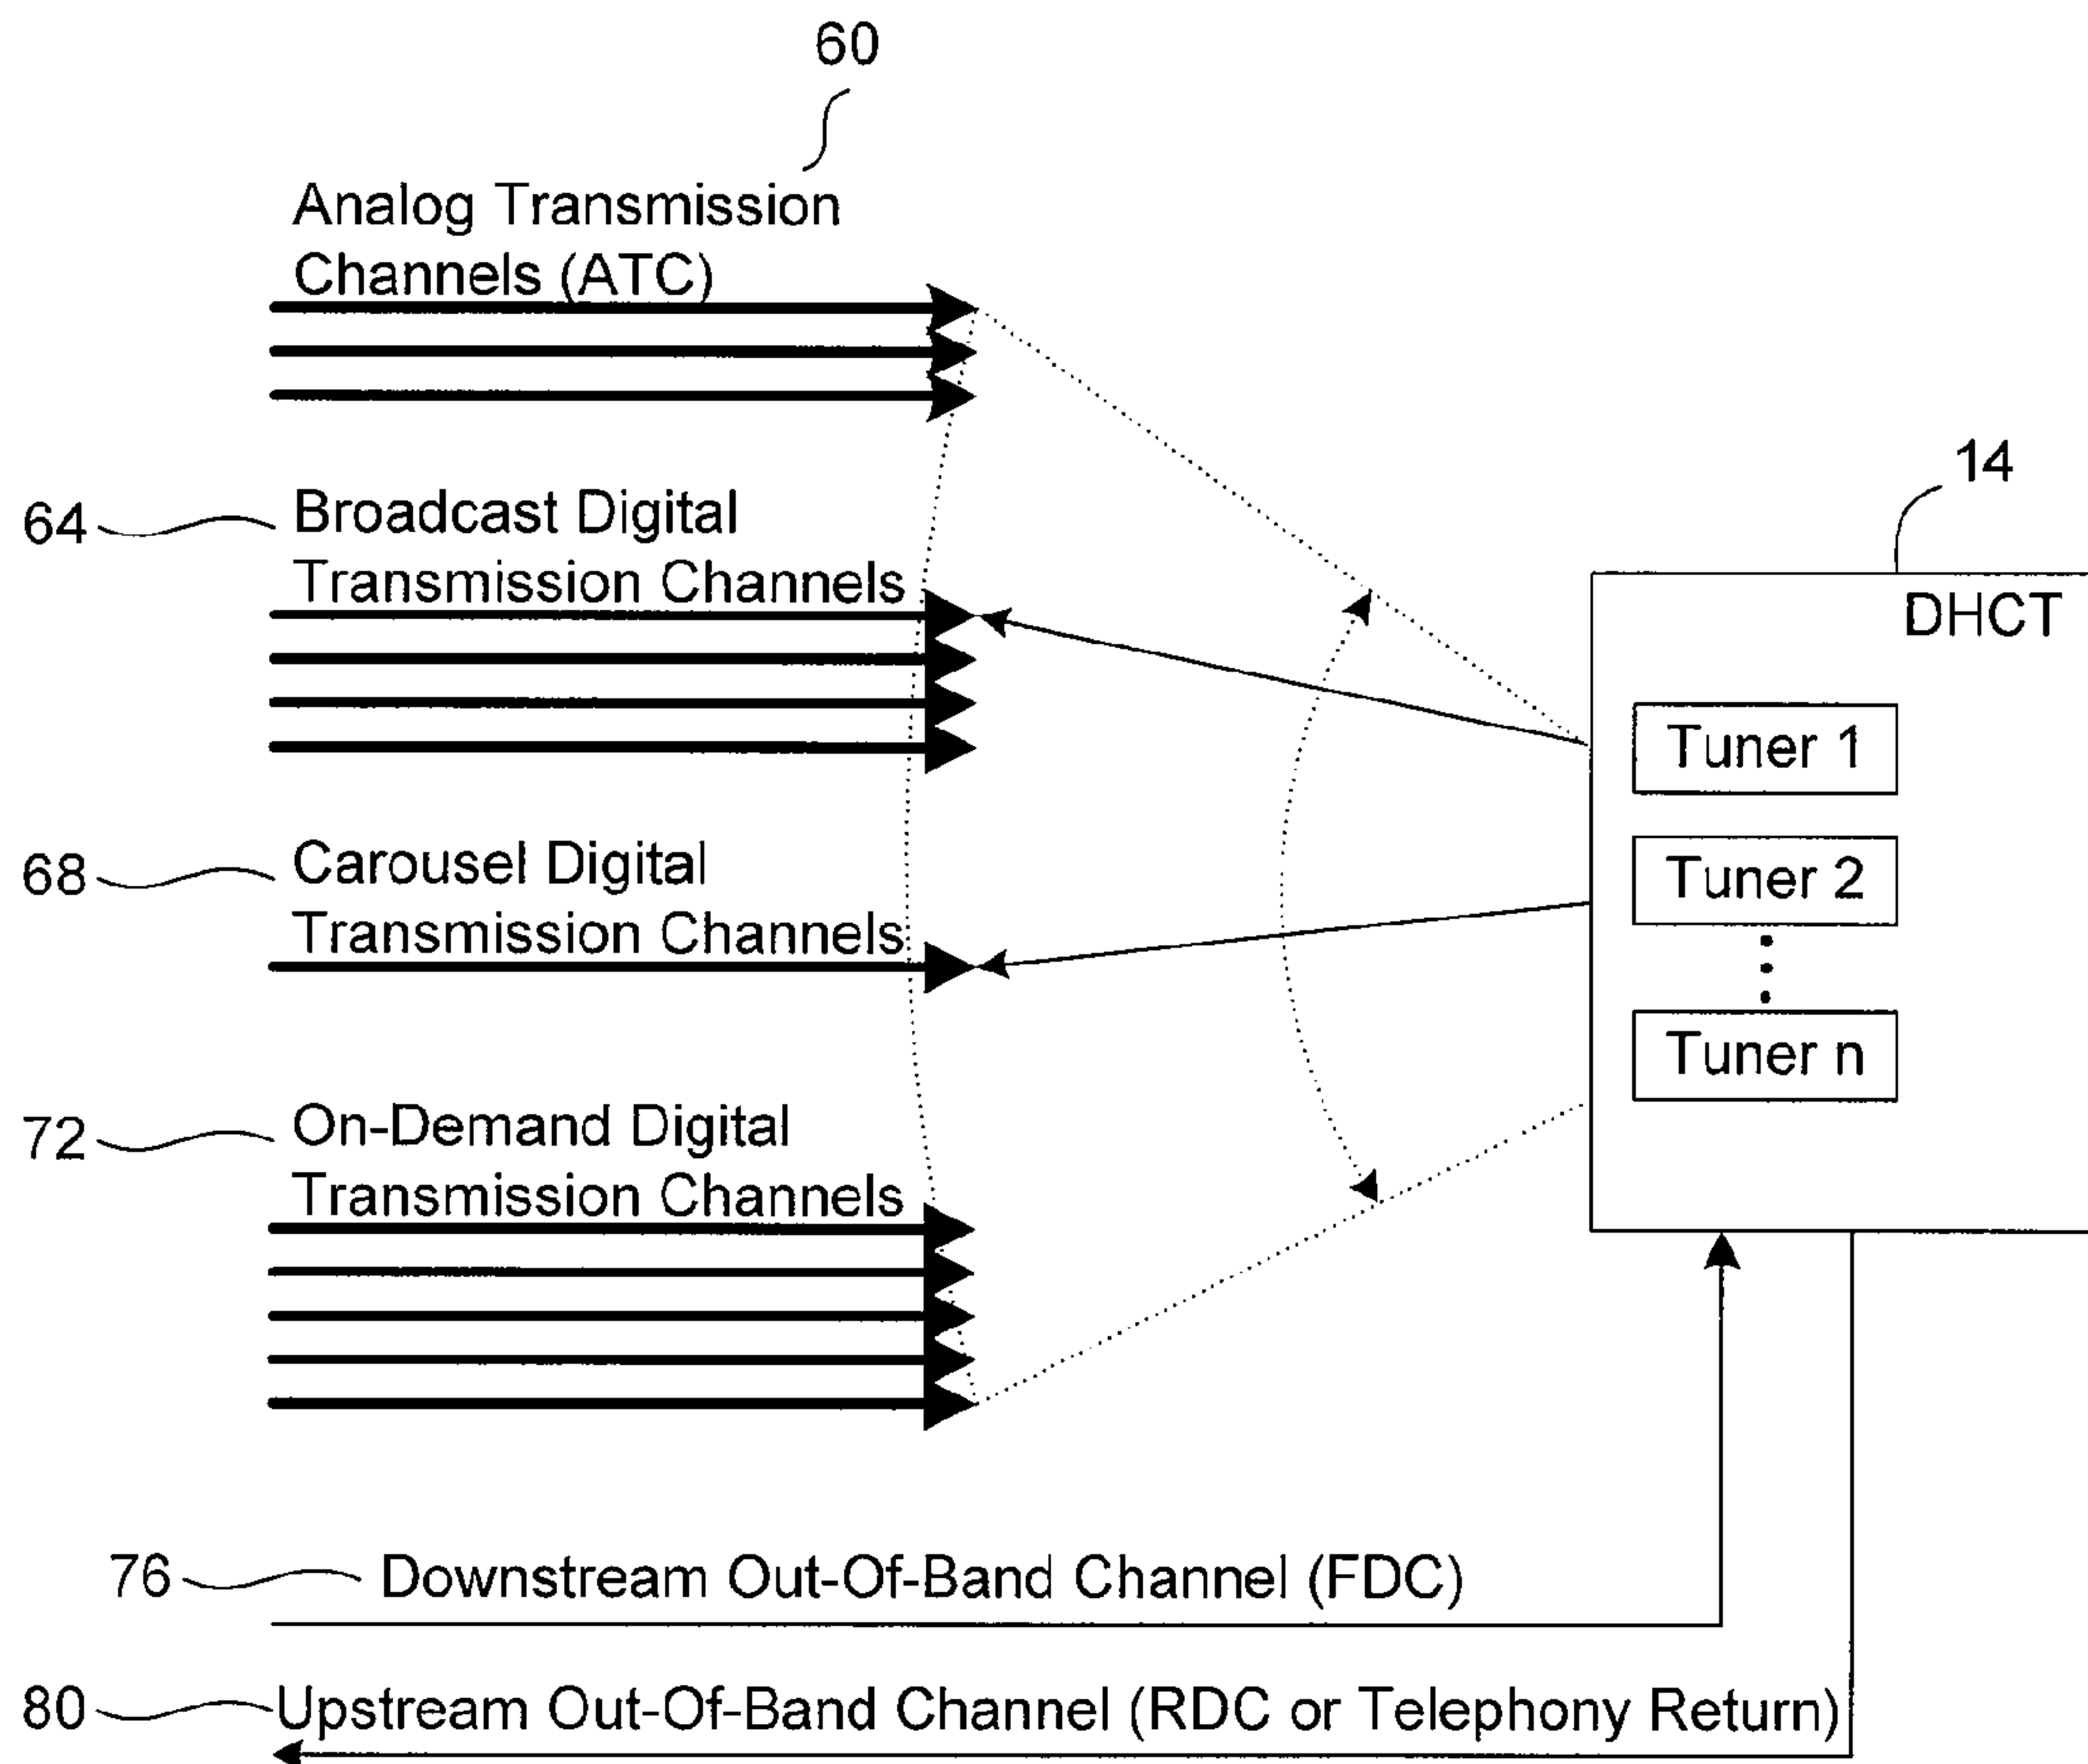 60
Analog Transmission
Channels (ATC)
14
64
Broadcast Digital
Transmission Channels
DHCT
Tuner 1
68
Carousel Digital
Transmission Channels
Tuner 2
Tuner n
72
On-Demand Digital
Transmission Channels
76
Downstream Out-Of-Band Channel (FDC)
80
Upstream Out-Of-Band Channel (RDC or Telephony Return)